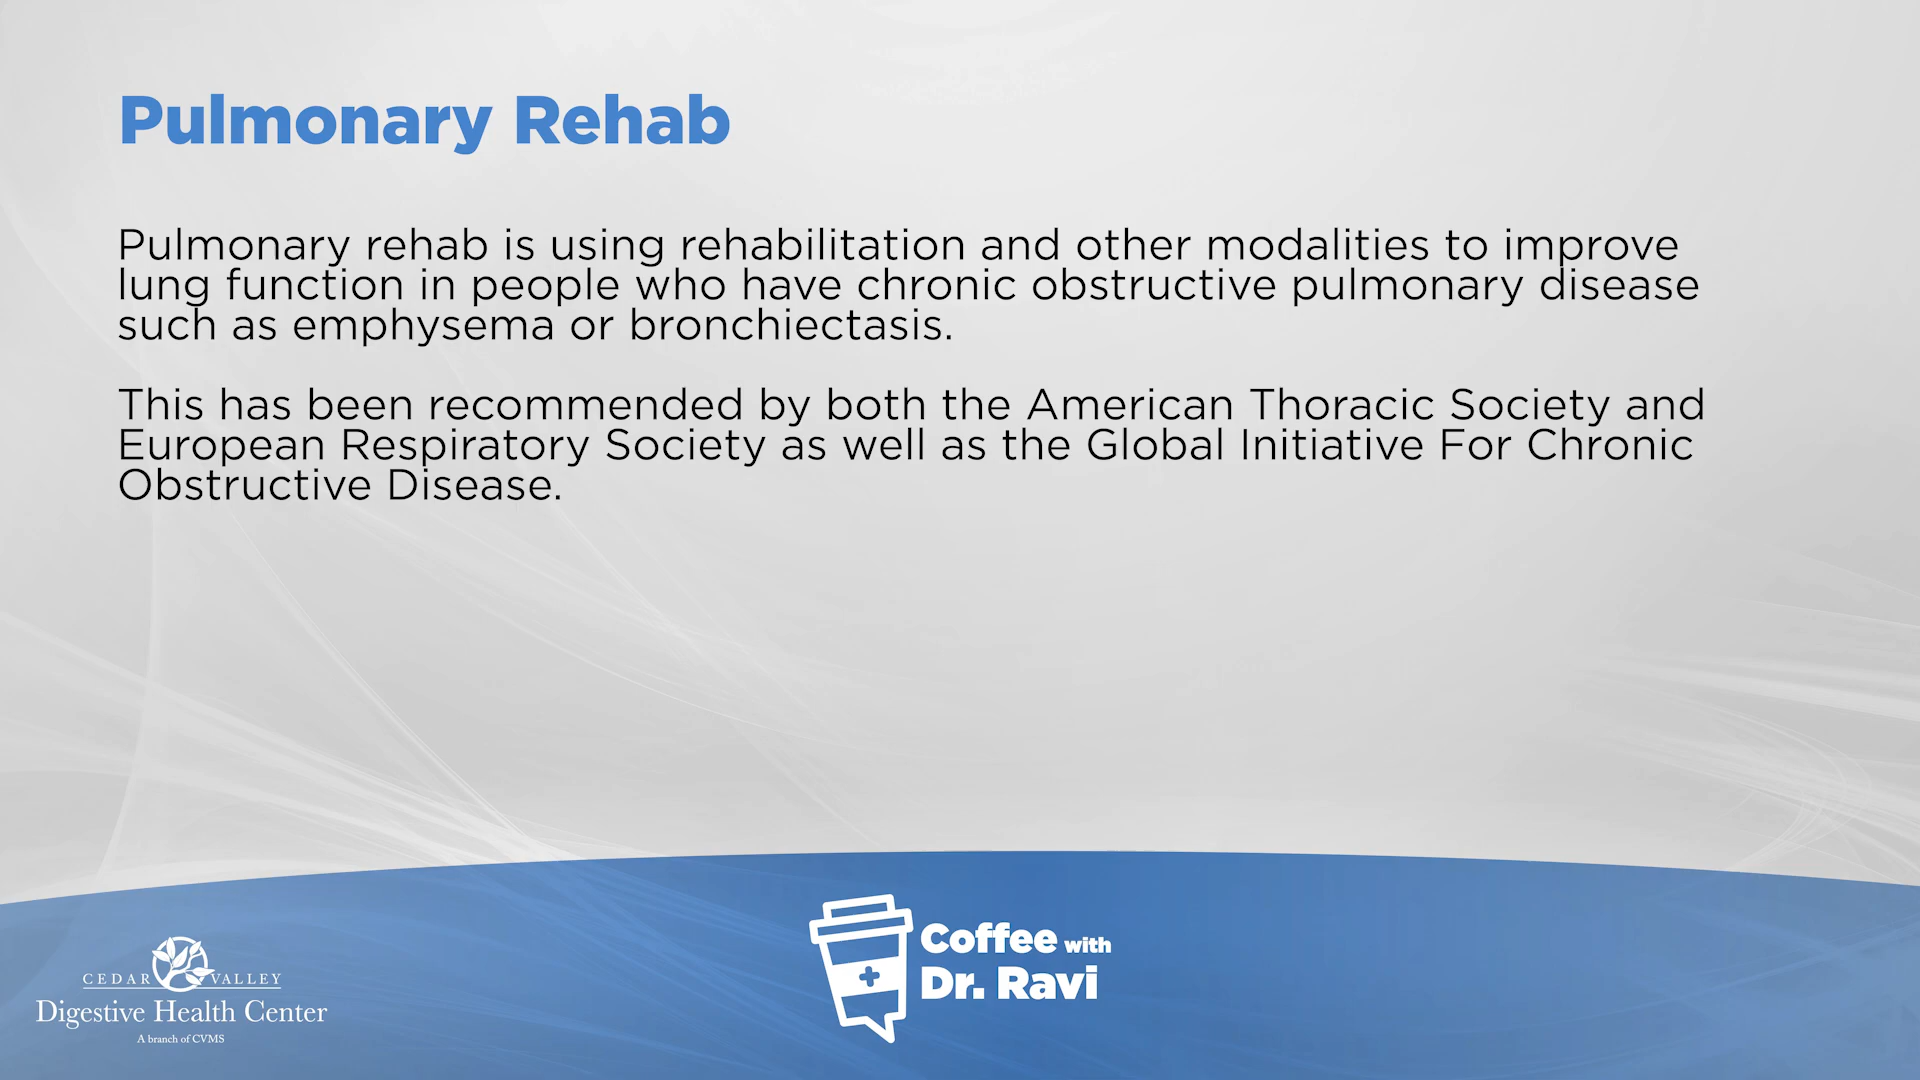 Pulmonary Rehab
Pulmonary rehab is using rehabilitation and other modalities to improve
lung function in people who have chronic obstructive pulmonary disease
such as emphysema or bronchiectasis.
This has been recommended by both the American Thoracic Society and
European Respiratory Society as well as the Global Initiative For Chronic
Obstructive Disease.
CEDAR VALLEY
Digestive Health Center
A branch of CVMS
Coffee with
Dr. Ravi